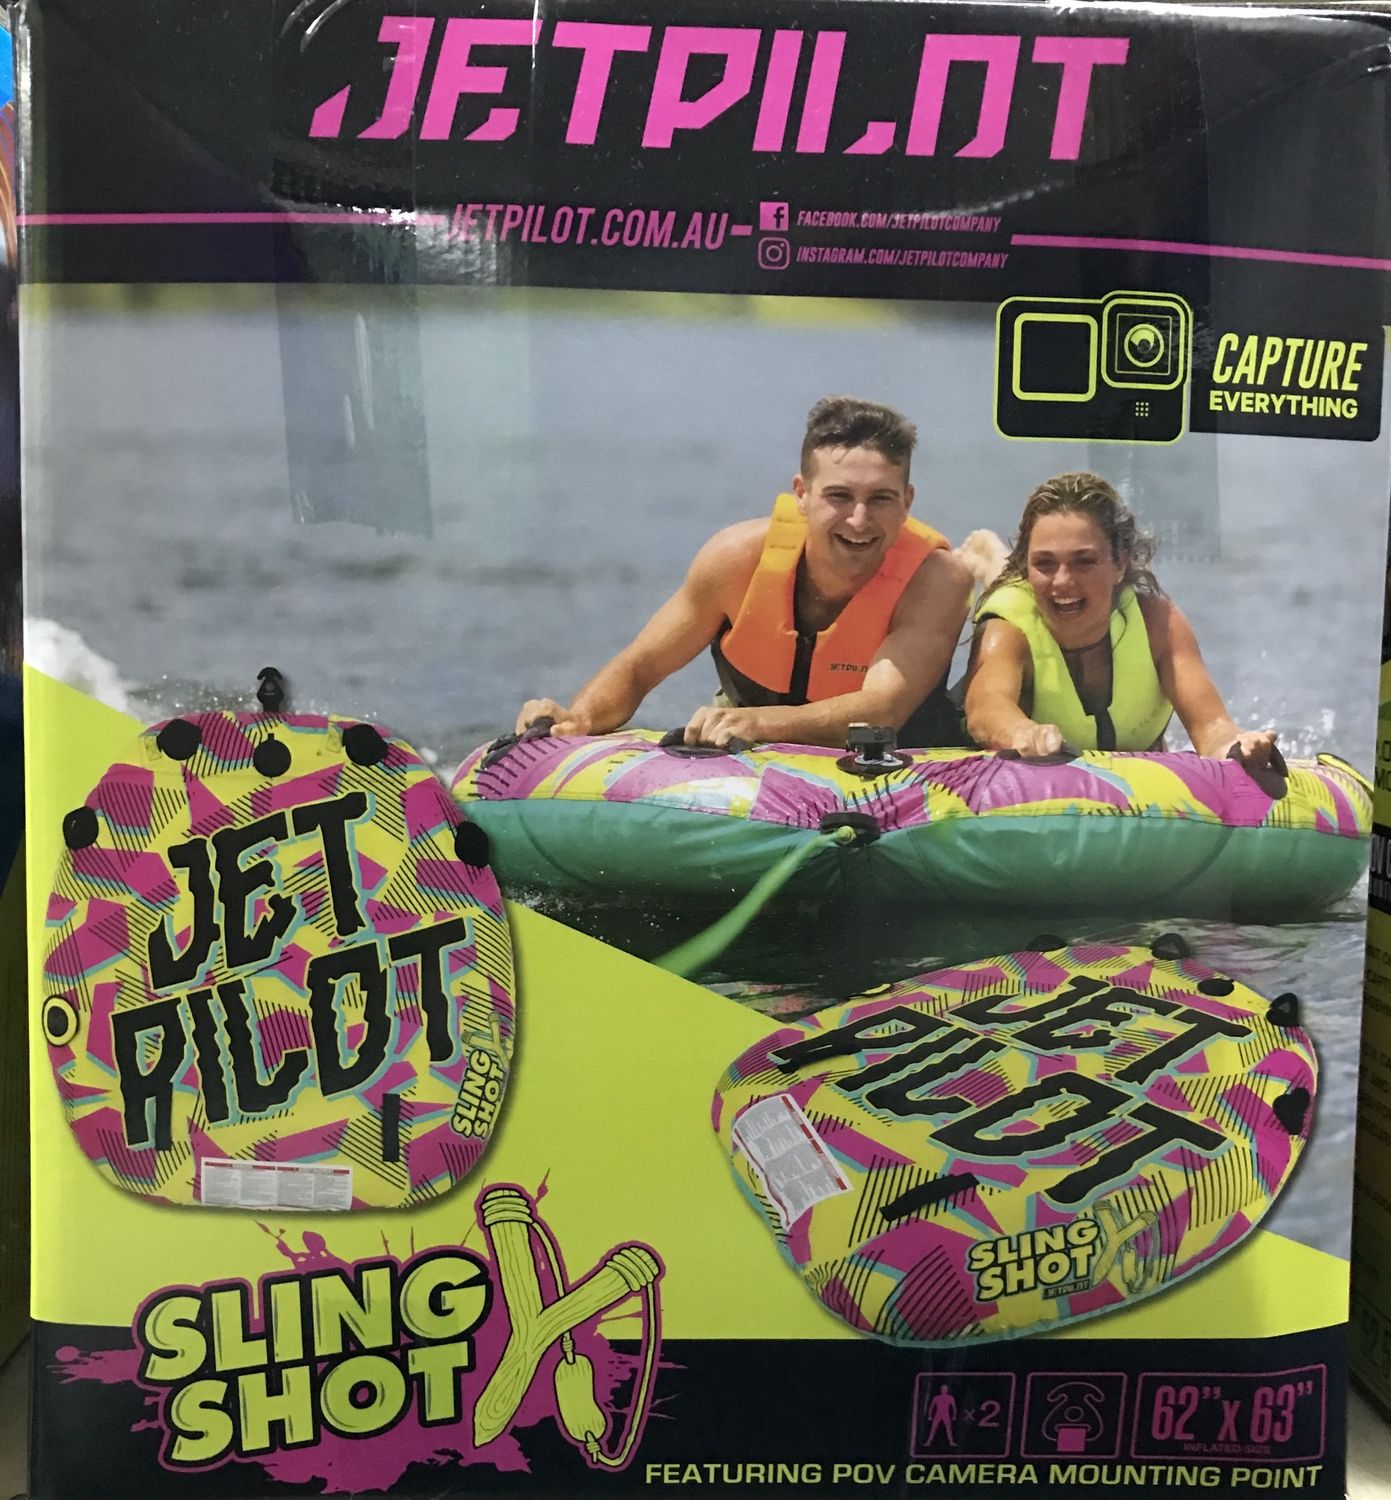 JETPILOT
JETPILOT.COM.AU
FACEBOOK.COM/JETPILOTCOMPANY
INSTAGRAM.COM/JETPILOTCOMPANY
CAPTURE
EVERYTHING
JETPILOT
JET
PILOT
SLING
SHOT
JET
PILOT
SLING
SHOT
JETPILOT
SLING
SHOT
x2
62" x 63"
INFLATED SIZE
FEATURING POV CAMERA MOUNTING POINT